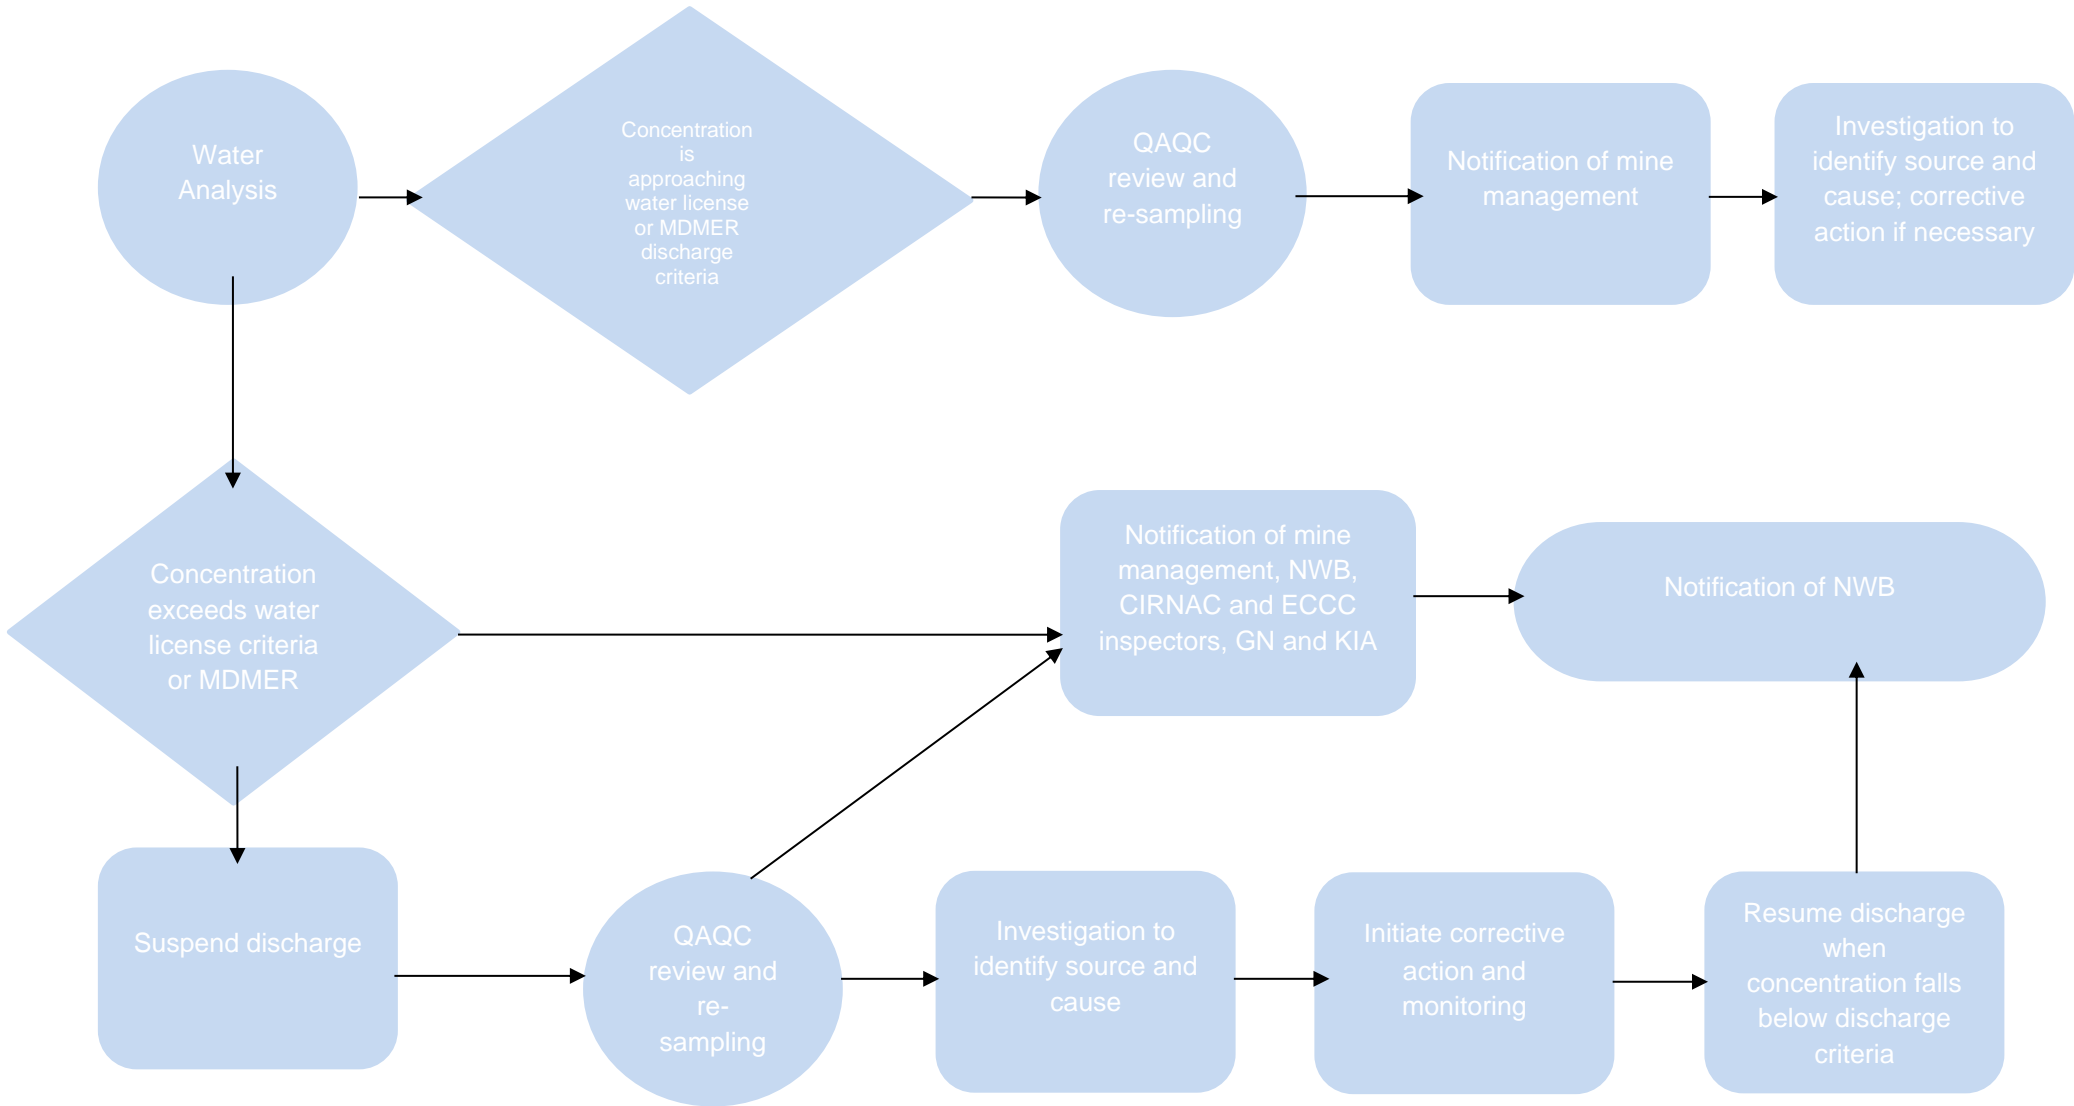 Water
Analysis
Concentration
is
approaching
water license
or MDMER
discharge
criteria
QAQC
review and
re-sampling
Notification of mine
management
Investigation to
identify source and
cause; corrective
action if necessary
Concentration
exceeds water
license criteria
or MDMER
Notification of mine
management, NWB,
CIRNAC and ECCC
inspectors, GN and KIA
Notification of NWB
Suspend discharge
QAQC
review and
re-
sampling
Investigation to
identify source and
cause
Initiate corrective
action and
monitoring
Resume discharge
when
concentration falls
below discharge
criteria